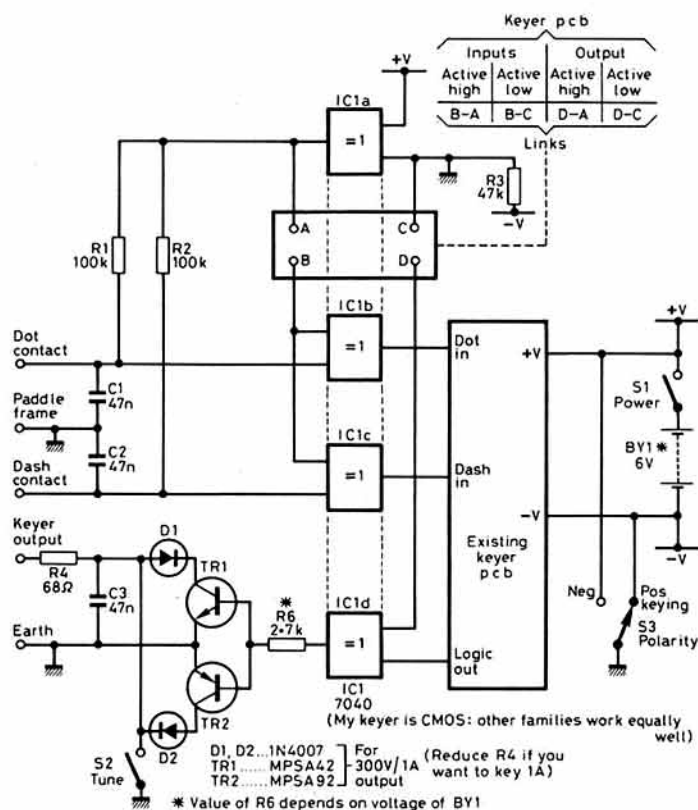 Keyer pcb
Inputs
Output
Active high
Active low
Active high
Active low
B-A
B-C
D-A
D-C
Links
+V
IC1a
=1
R3
47k
-V
R1
100k
R2
100k
A
C
B
D
IC1b
=1
Dot contact
C1
47n
Paddle frame
C2
47n
Dash contact
IC1c
=1
Dot in
+V
Dash in
-V
Existing keyer pcb
Logic out
+V
S1
Power
BY1*
6V
-V
Neg
Pos keying
S3
Polarity
Keyer output
R4
68Ω
C3
47n
Earth
D1
TR1
*
R6
2·7k
IC1d
=1
IC1
7040
TR2
D2
S2
Tune
(My keyer is CMOS: other families work equally well)
D1, D2...1N4007
TR1.....MPSA42
TR2.....MPSA92
For
300V/1A
output
(Reduce R4 if you want to key 1A)
* Value of R6 depends on voltage of BY1